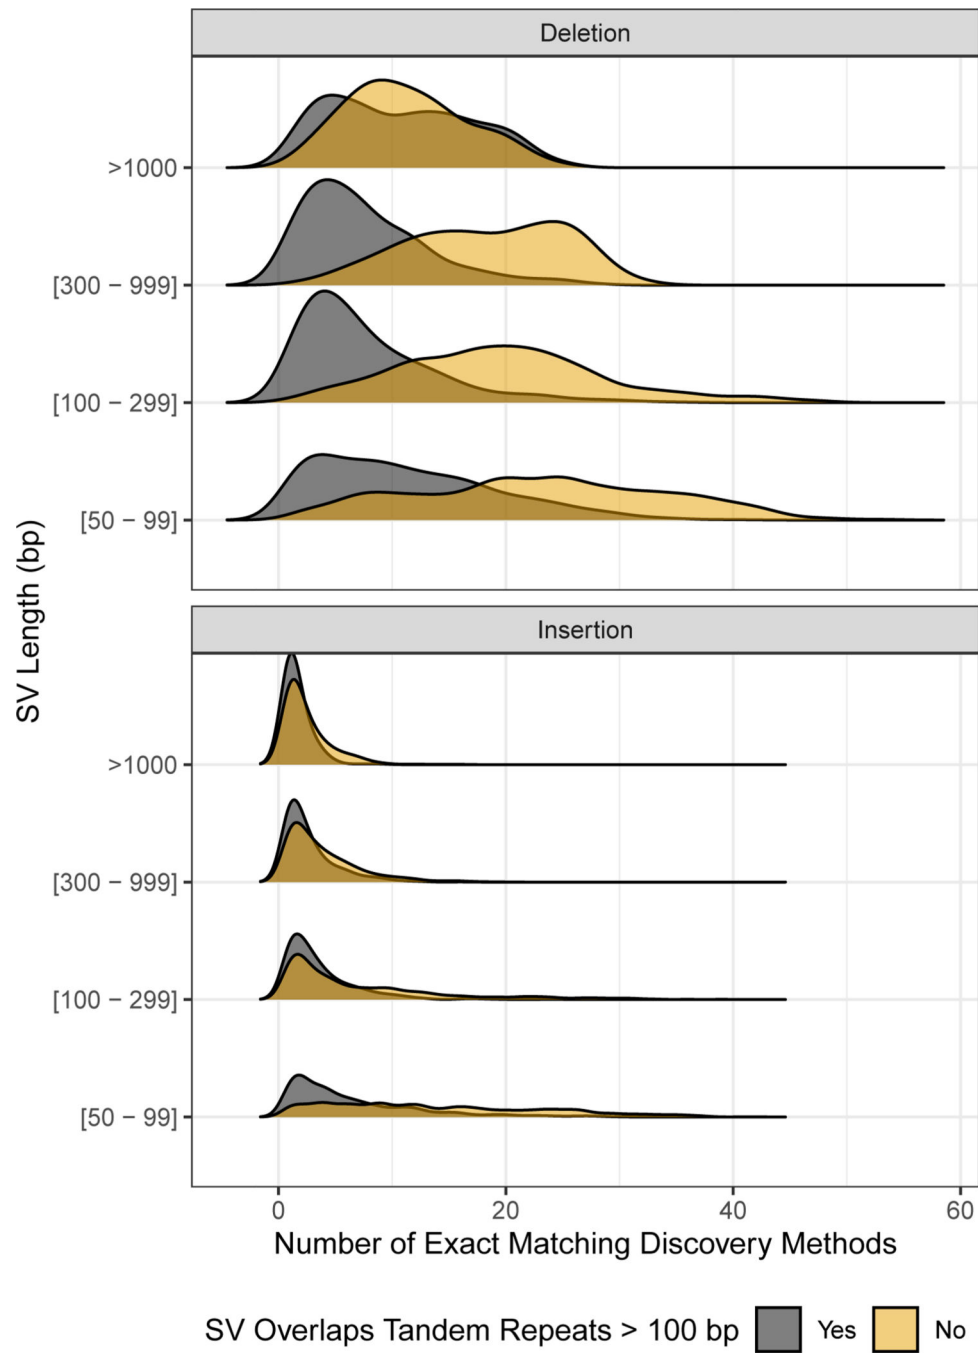 Deletion
>1000
[300 − 999]
[100 − 299]
[50 − 99]
SV Length (bp)
Insertion
>1000
[300 − 999]
[100 − 299]
[50 − 99]
0 20 40 60
Number of Exact Matching Discovery Methods
SV Overlaps Tandem Repeats > 100 bp Yes No